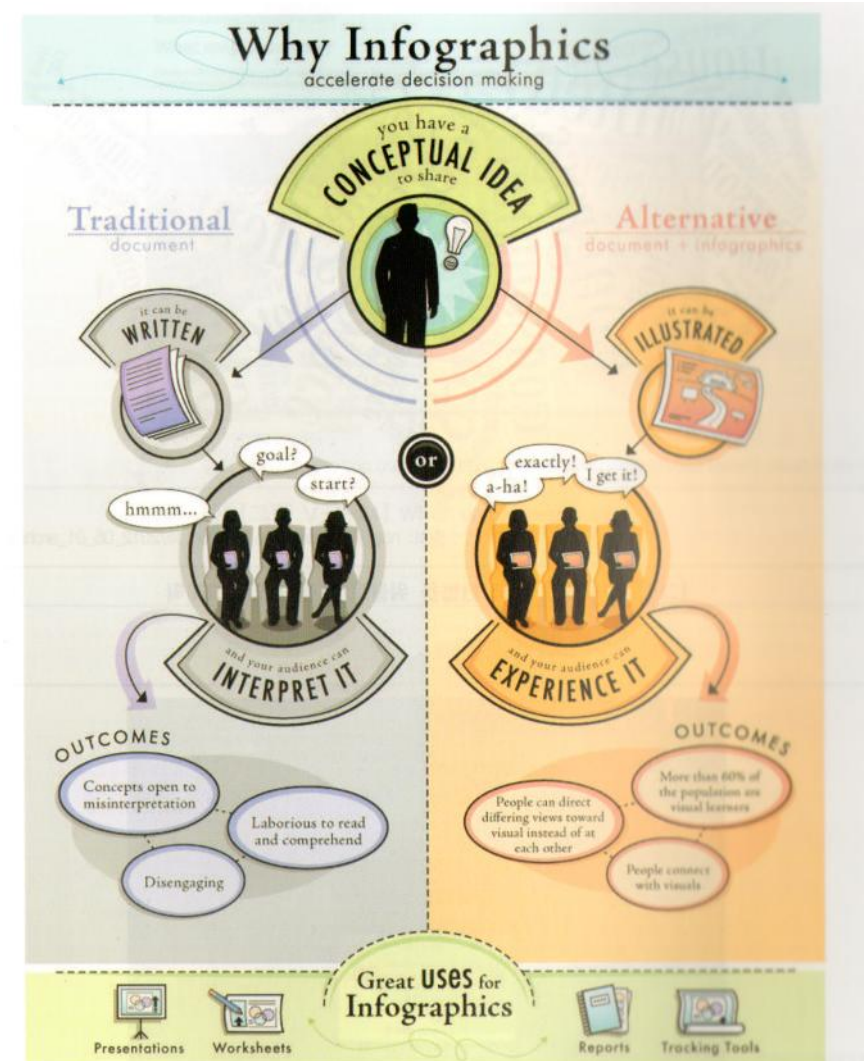 Why Infographics
accelerate decision making
you have a
CONCEPTUAL IDEA
to share
Traditional
document
Alternative
document + infographics
it can be
WRITTEN
it can be
ILLUSTRATED
or
goal?
start?
hmmm...
exactly!
a-ha!
I get it!
and your audience can
INTERPRET IT
and your audience can
EXPERIENCE IT
OUTCOMES
Concepts open to
misinterpretation
Laborious to read
and comprehend
Disengaging
OUTCOMES
More than 60% of
the population are
visual learners
People can direct
differing views toward
visual instead of at
each other
People connect
with visuals
Great USES for
Infographics
Presentations
Worksheets
Reports
Tracking Tools